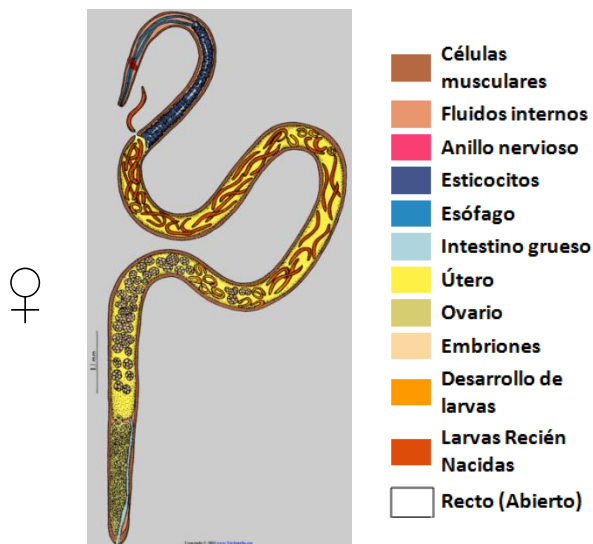 Células
musculares
Fluidos internos
Anillo nervioso
Esticocitos
Esófago
Intestino grueso
Útero
Ovario
Embriones
Desarrollo de
larvas
Larvas Recién
Nacidas
Recto (Abierto)